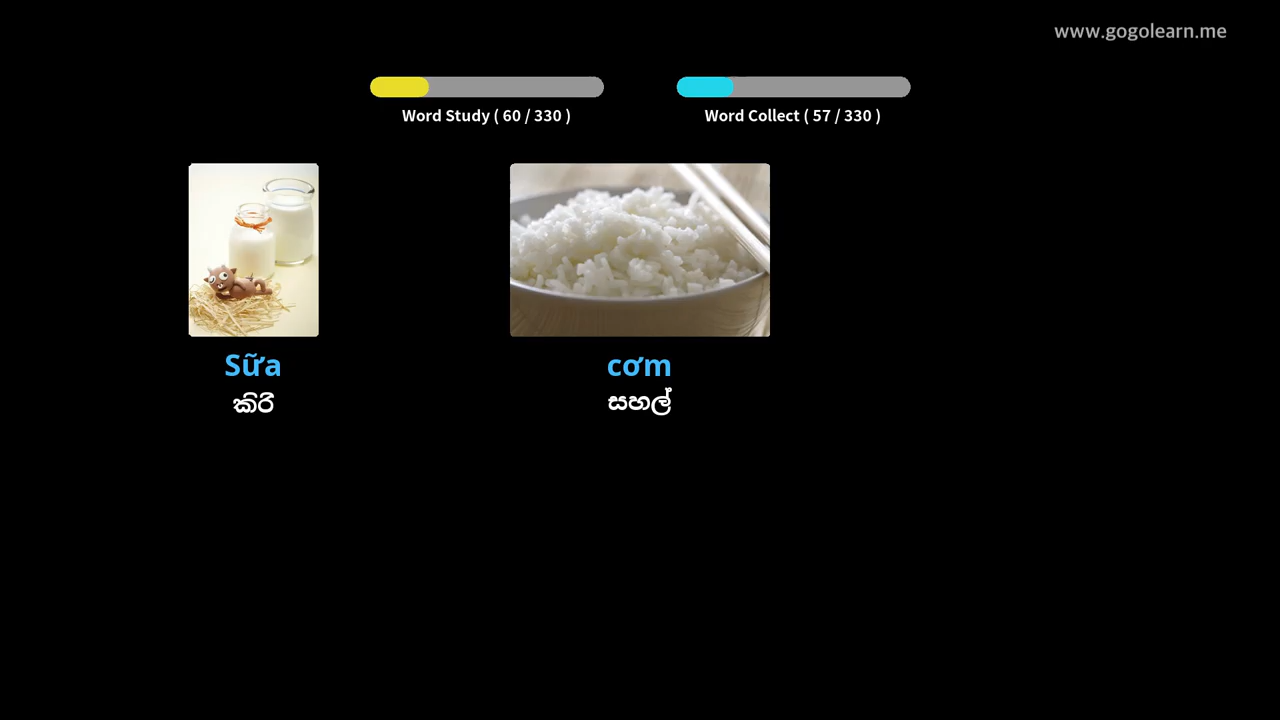 www.gogolearn.me
Word Study ( 60 / 330 )
Word Collect ( 57 / 330 )
Sữa
කිරි
cơm
සහල්